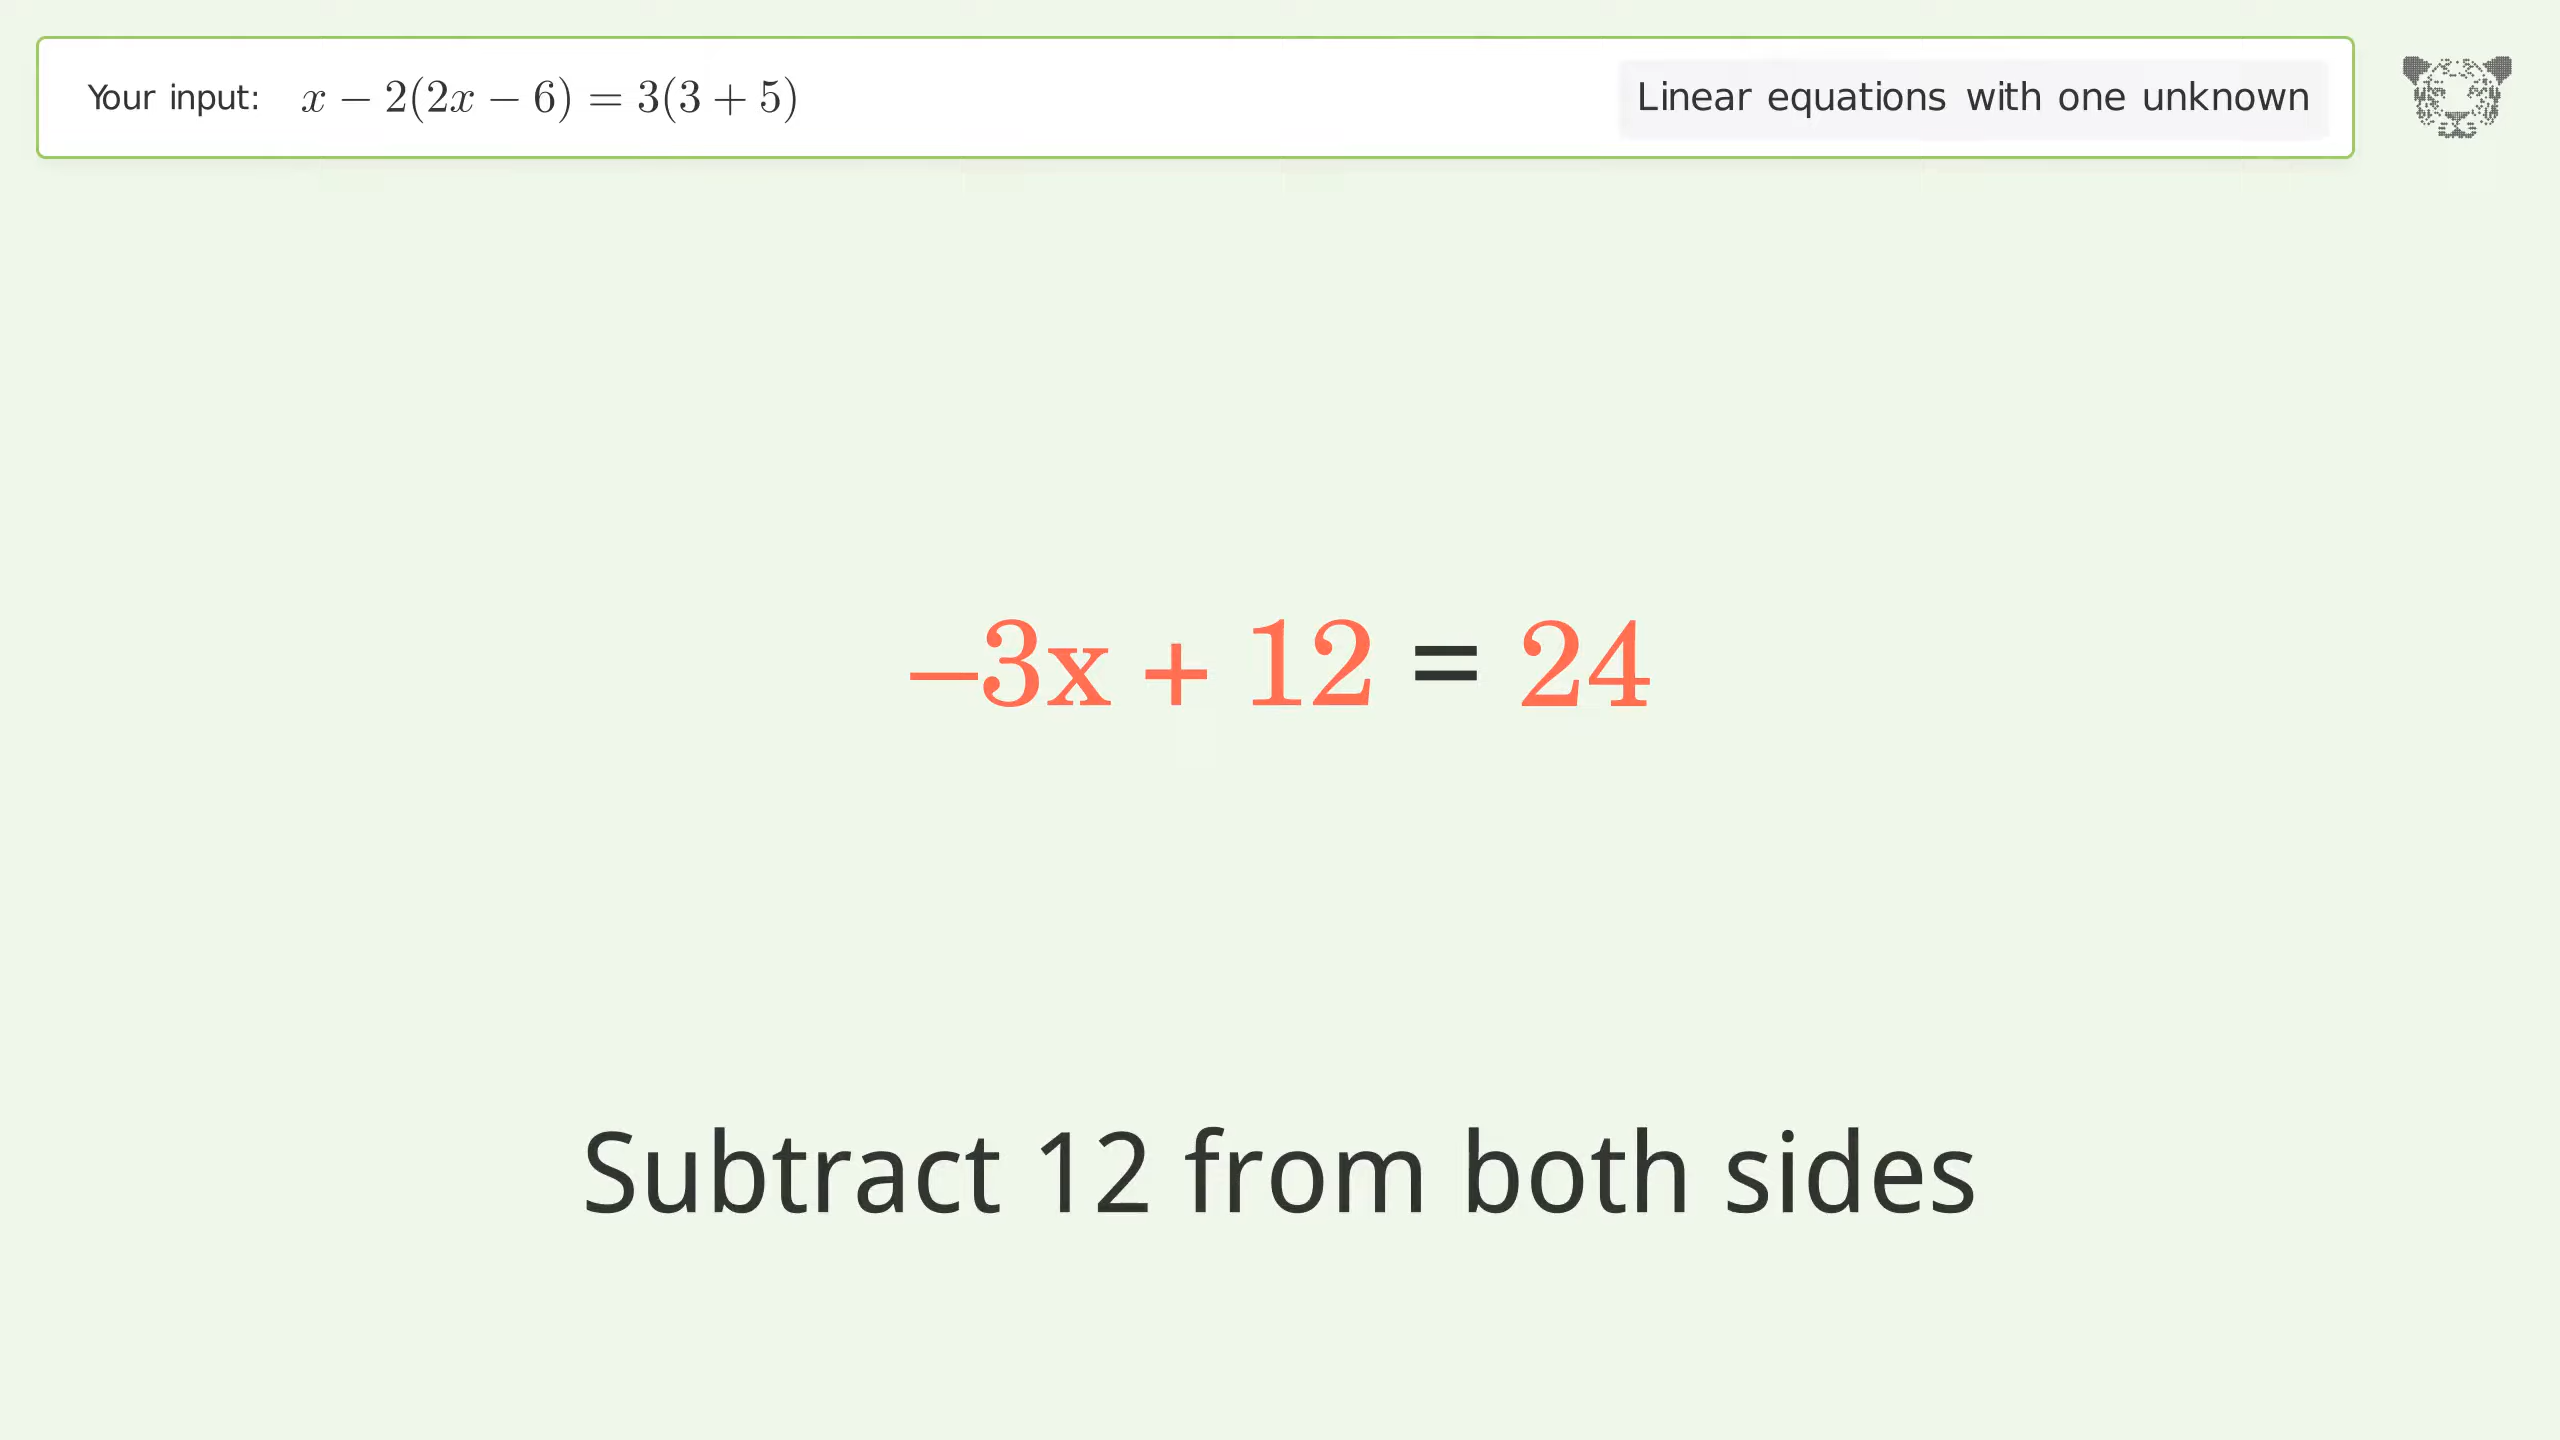 Your input: x − 2(2x − 6) = 3(3 + 5) Linear equations with one unknown
−3x + 12 = 24
Subtract 12 from both sides